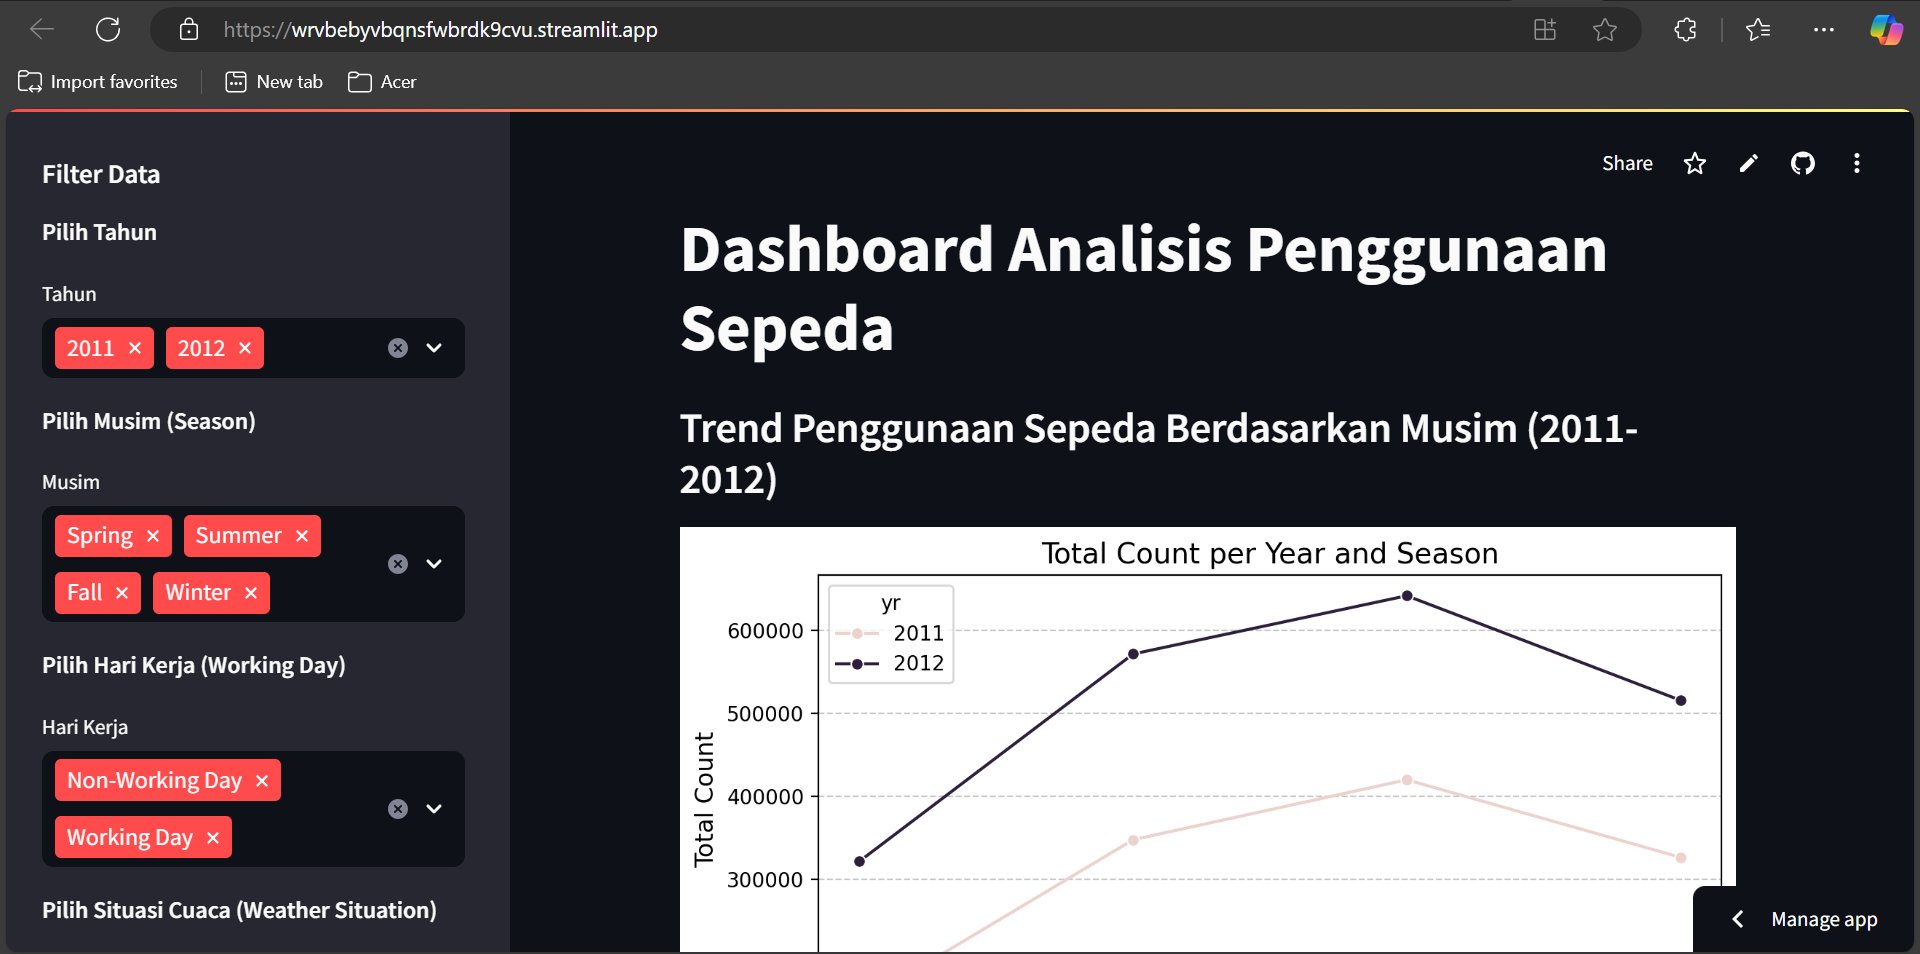 https://wrvbebyvbqnsfwbrdk9cvu.streamlit.app
Import favorites
New tab
Acer
Filter Data
Pilih Tahun
Tahun
2011
2012
Pilih Musim (Season)
Musim
Spring
Summer
Fall
Winter
Pilih Hari Kerja (Working Day)
Hari Kerja
Non-Working Day
Working Day
Pilih Situasi Cuaca (Weather Situation)
Share
Dashboard Analisis Penggunaan
Sepeda
Trend Penggunaan Sepeda Berdasarkan Musim (2011-
2012)
Total Count per Year and Season
yr
2011
2012
600000
500000
400000
300000
Total Count
Manage app